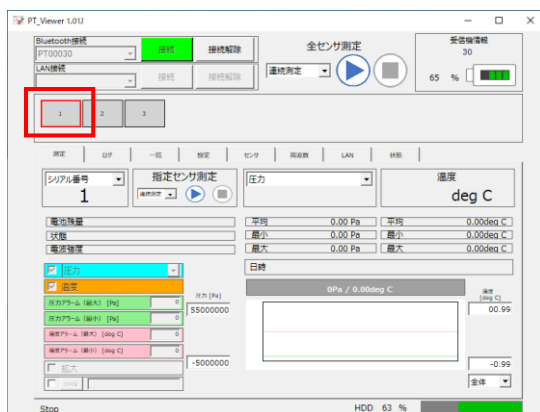 PT_Viewer 1.01J
Bluetooth接続
PT00030
接続
接続解除
LAN接続
接続
接続解除
全センサ測定
連続測定
受信機情報
30
65 %
1 2 3
測定 ログ 一括 設定 センサ 周波数 LAN 状態
シリアル番号
1
指定センサ測定
連続測定
圧力
温度
deg C
電池残量
状態
電波強度
平均 0.00 Pa
最小 0.00 Pa
最大 0.00 Pa
平均 0.00deg C
最小 0.00deg C
最大 0.00deg C
圧力
温度
圧力アラーム (最大) [Pa] 0
圧力アラーム (最小) [Pa] 0
温度アラーム (最大) [deg C] 0
温度アラーム (最小) [deg C] 0
拡大
日時
圧力 [Pa]
55000000
-5000000
0Pa / 0.00deg C
温度
[deg C]
00.99
-0.99
全体
Stop
HDD 63 %